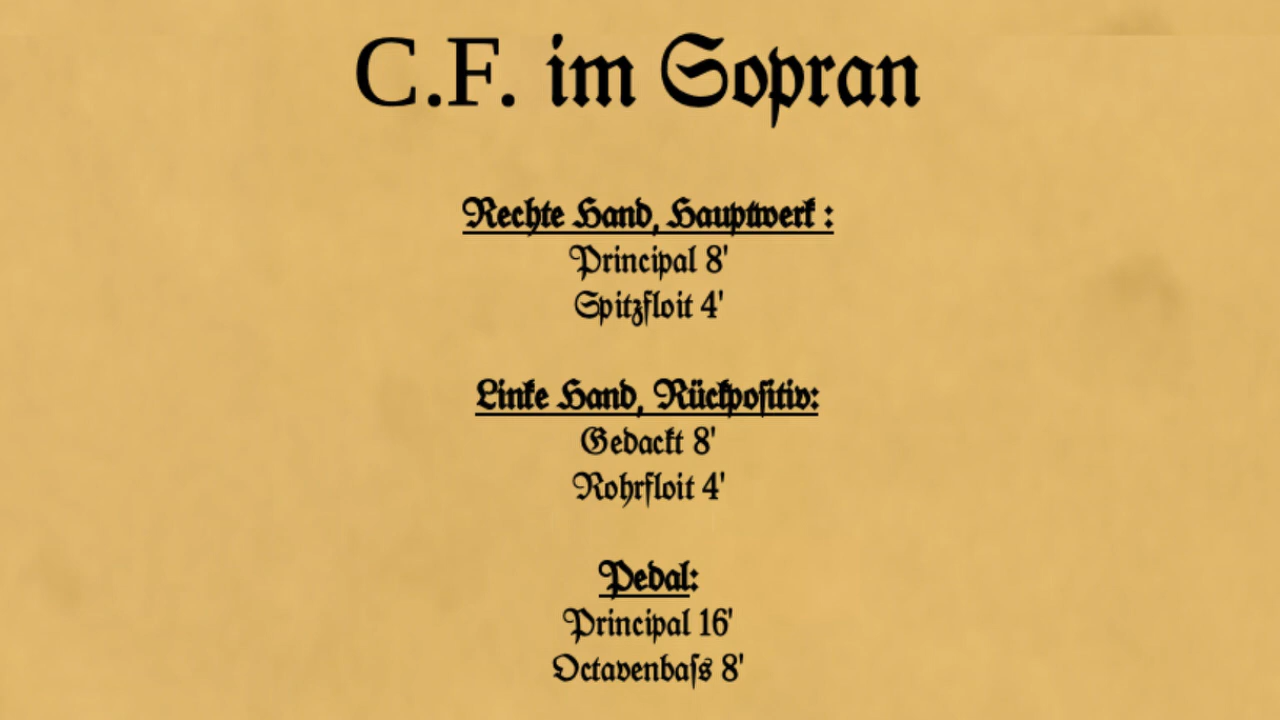 C.F. im Sopran
Rechte Hand, Hauptwerk :
Principal 8'
Spitzfloit 4'
Linke Hand, Rückpoſitiv:
Gedackt 8'
Rohrfloit 4'
Pedal:
Principal 16'
Octavenbaſs 8'